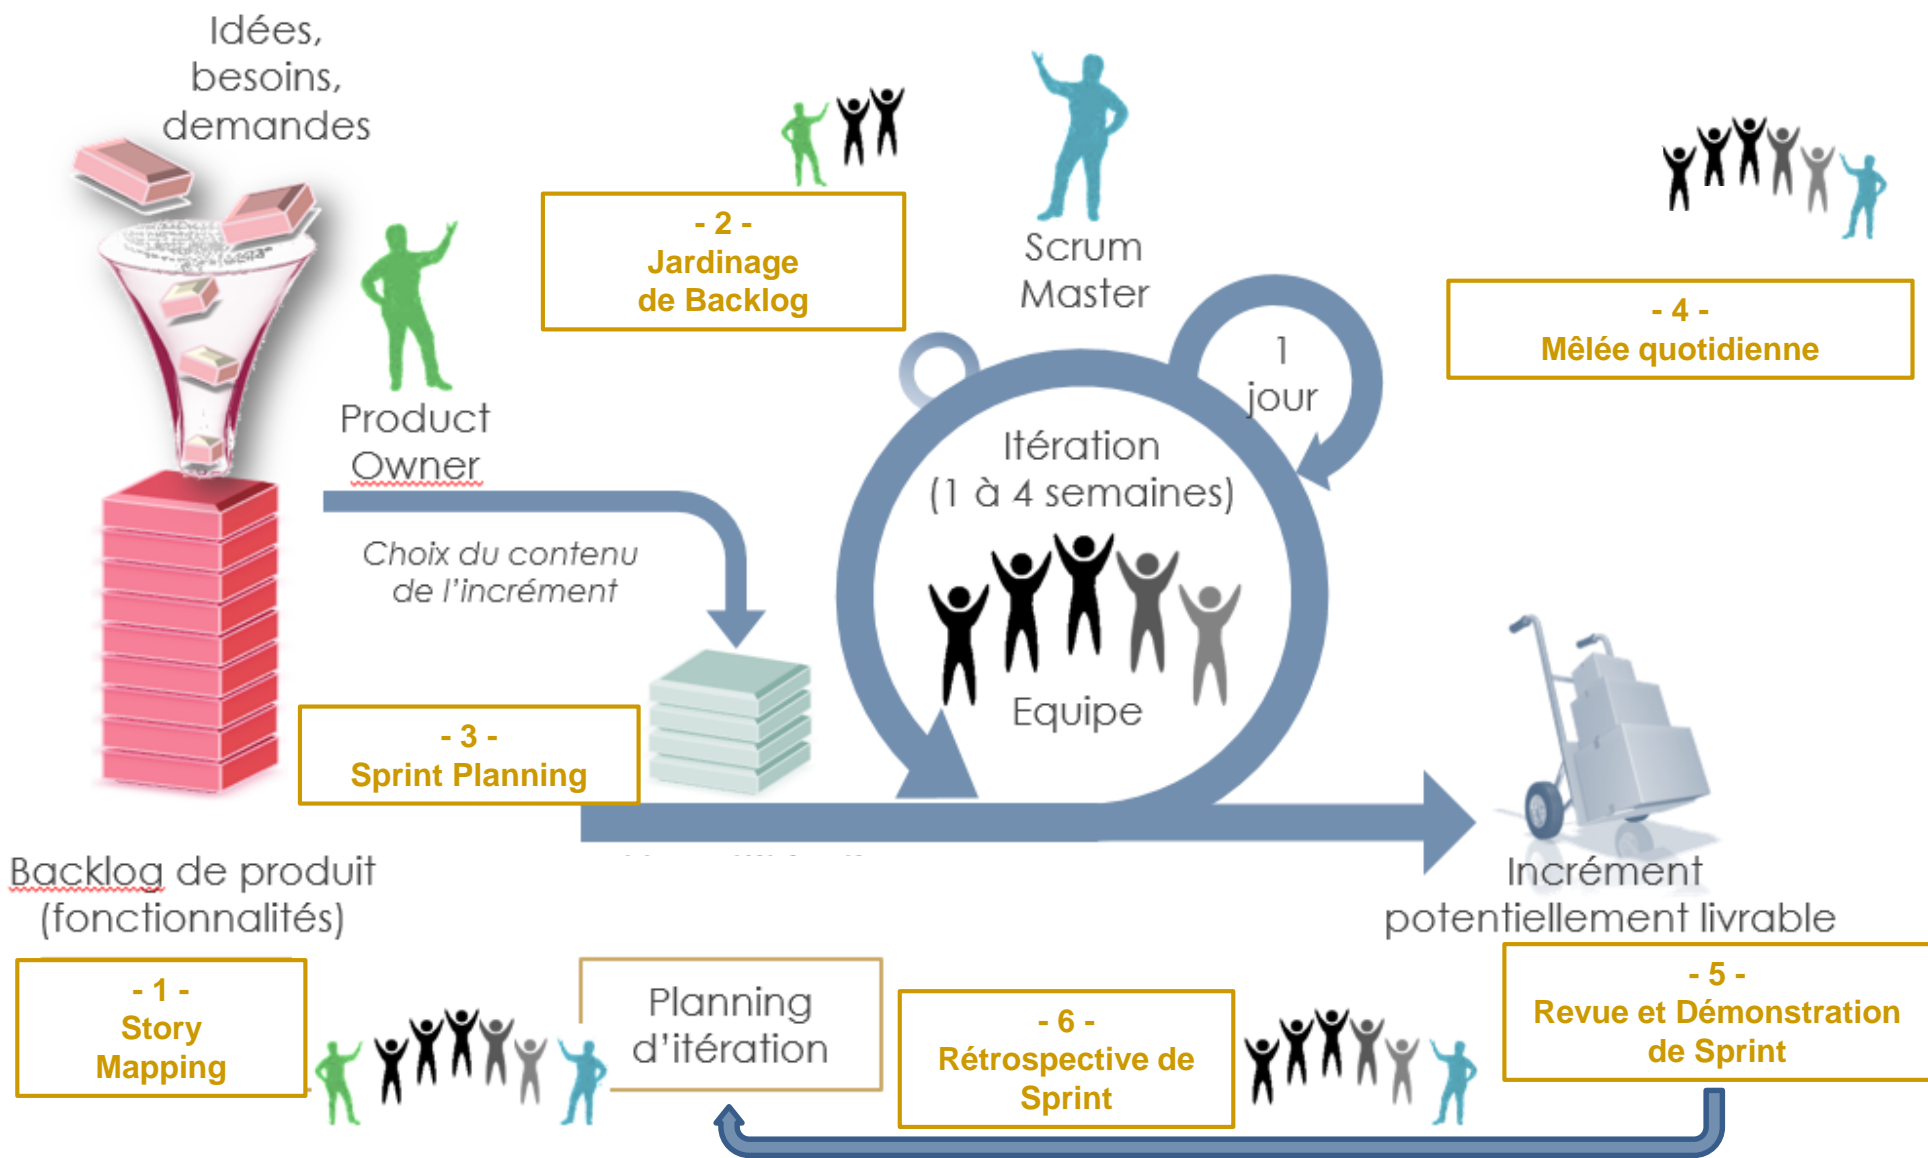 Idées,
besoins,
demandes
- 2 -
Jardinage
de Backlog
Scrum
Master
- 4 -
Mêlée quotidienne
1
jour
Product
Owner
Itération
(1 à 4 semaines)
Choix du contenu
de l'incrément
Equipe
- 3 -
Sprint Planning
Backlog de produit
(fonctionnalités)
Incrément
potentiellement livrable
- 1 -
Story
Mapping
Planning
d'itération
- 6 -
Rétrospective de
Sprint
- 5 -
Revue et Démonstration
de Sprint